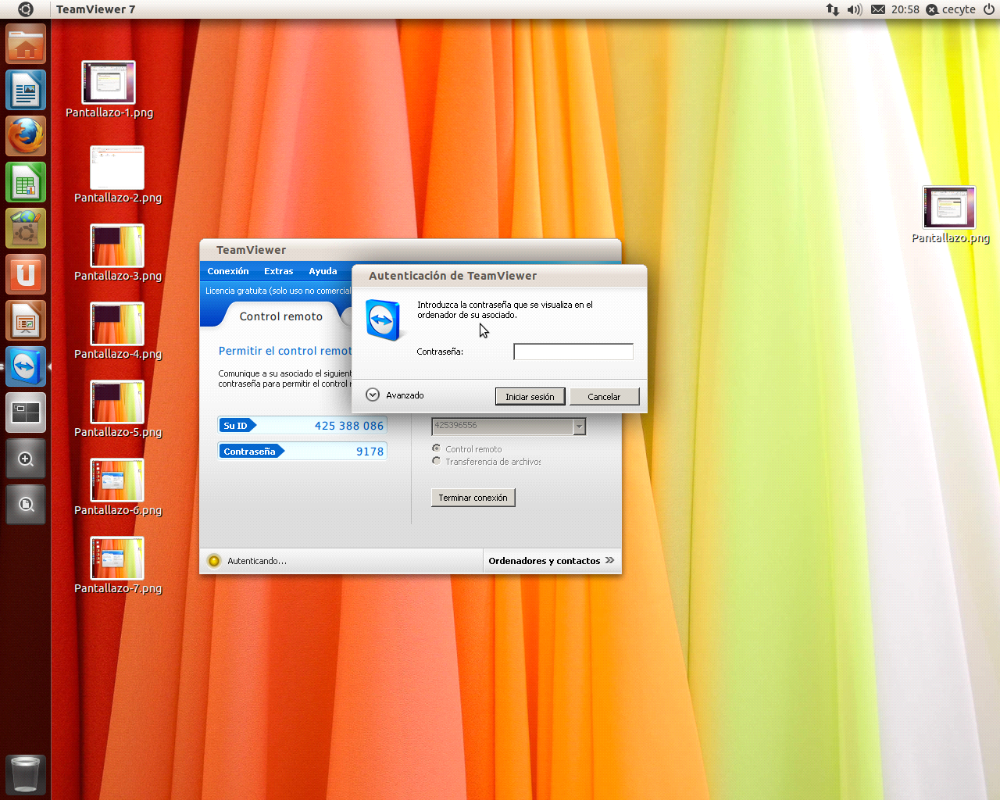 TeamViewer 7
20:58
cecyte
Pantallazo-1.png
Pantallazo-2.png
Pantallazo-3.png
Pantallazo-4.png
Pantallazo-5.png
Pantallazo-6.png
Pantallazo-7.png
Pantallazo.png
TeamViewer
Conexión Extras Ayuda
Licencia gratuita (solo uso no comercial
Control remoto
Permitir el control remot
Comunique a su asociado el siguient
contraseña para permitir el control r
Su ID 425 388 086
Contraseña 9178
425396556
Control remoto
Transferencia de archivos
Terminar conexión
Autenticando...
Ordenadores y contactos
Autenticación de TeamViewer
Introduzca la contraseña que se visualiza en el
ordenador de su asociado.
Contraseña:
Avanzado
Iniciar sesión
Cancelar